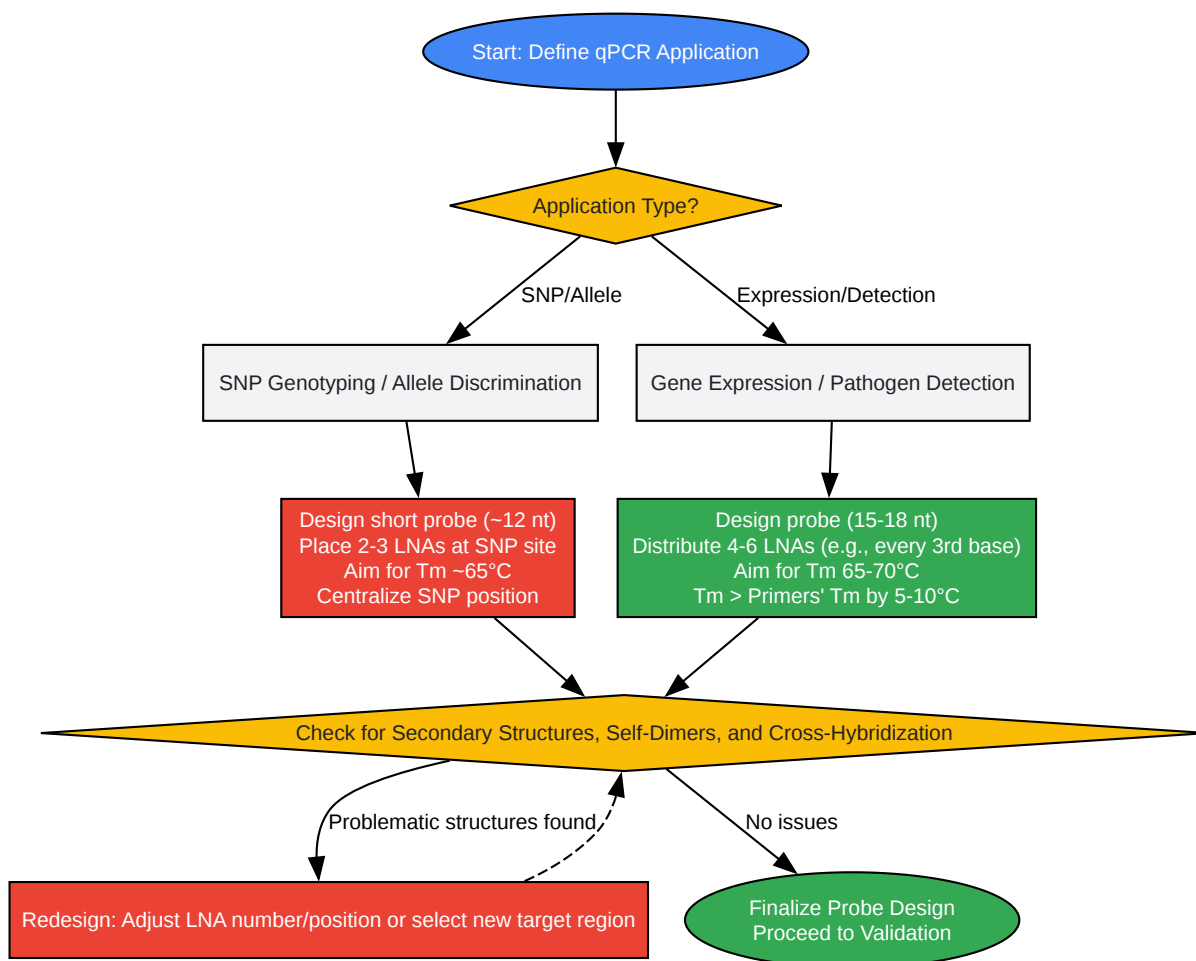 Start: Define qPCR Application
Application Type?
SNP/Allele
Expression/Detection
SNP Genotyping / Allele Discrimination
Gene Expression / Pathogen Detection
Design short probe (~12 nt)
Place 2-3 LNAs at SNP site
Aim for Tm ~65°C
Centralize SNP position
Design probe (15-18 nt)
Distribute 4-6 LNAs (e.g., every 3rd base)
Aim for Tm 65-70°C
Tm > Primers' Tm by 5-10°C
Check for Secondary Structures, Self-Dimers, and Cross-Hybridization
Problematic structures found
No issues
Redesign: Adjust LNA number/position or select new target region
Finalize Probe Design
Proceed to Validation